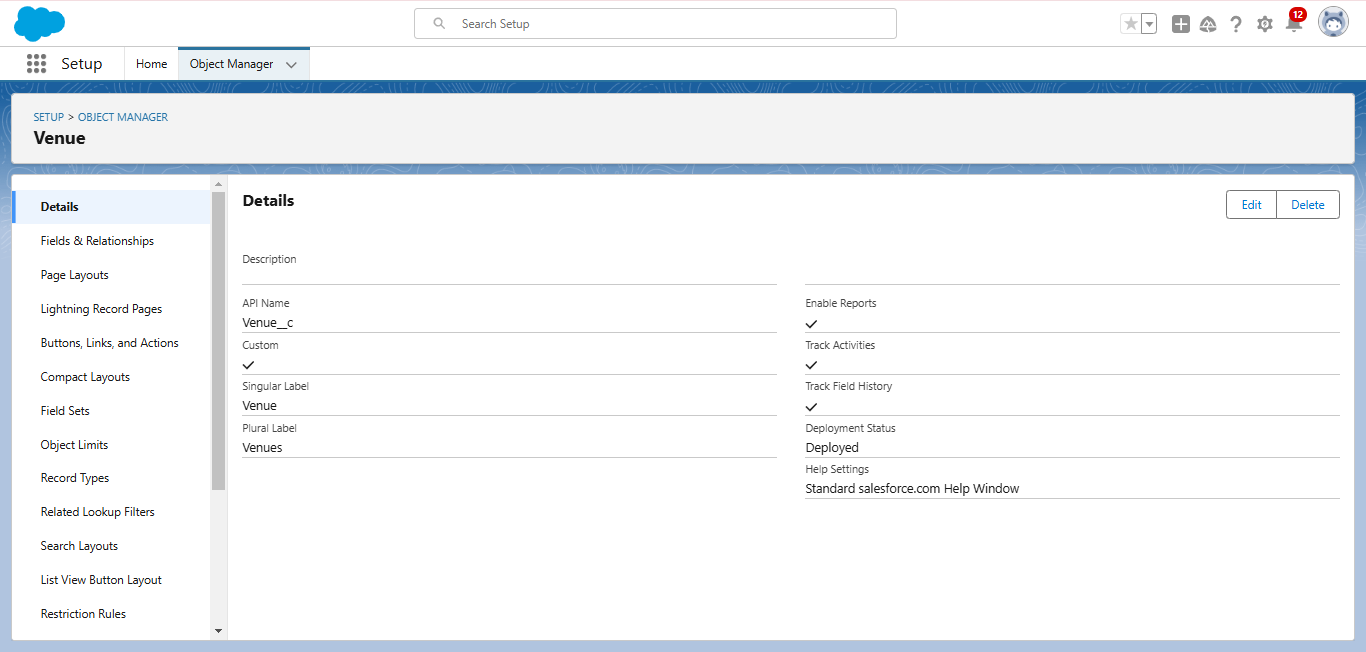 Search Setup
12
Setup
Home
Object Manager
SETUP > OBJECT MANAGER
Venue
Details
Fields & Relationships
Page Layouts
Lightning Record Pages
Buttons, Links, and Actions
Compact Layouts
Field Sets
Object Limits
Record Types
Related Lookup Filters
Search Layouts
List View Button Layout
Restriction Rules
Details
Edit
Delete
Description
API Name
Venue__c
Custom
Singular Label
Venue
Plural Label
Venues
Enable Reports
Track Activities
Track Field History
Deployment Status
Deployed
Help Settings
Standard salesforce.com Help Window